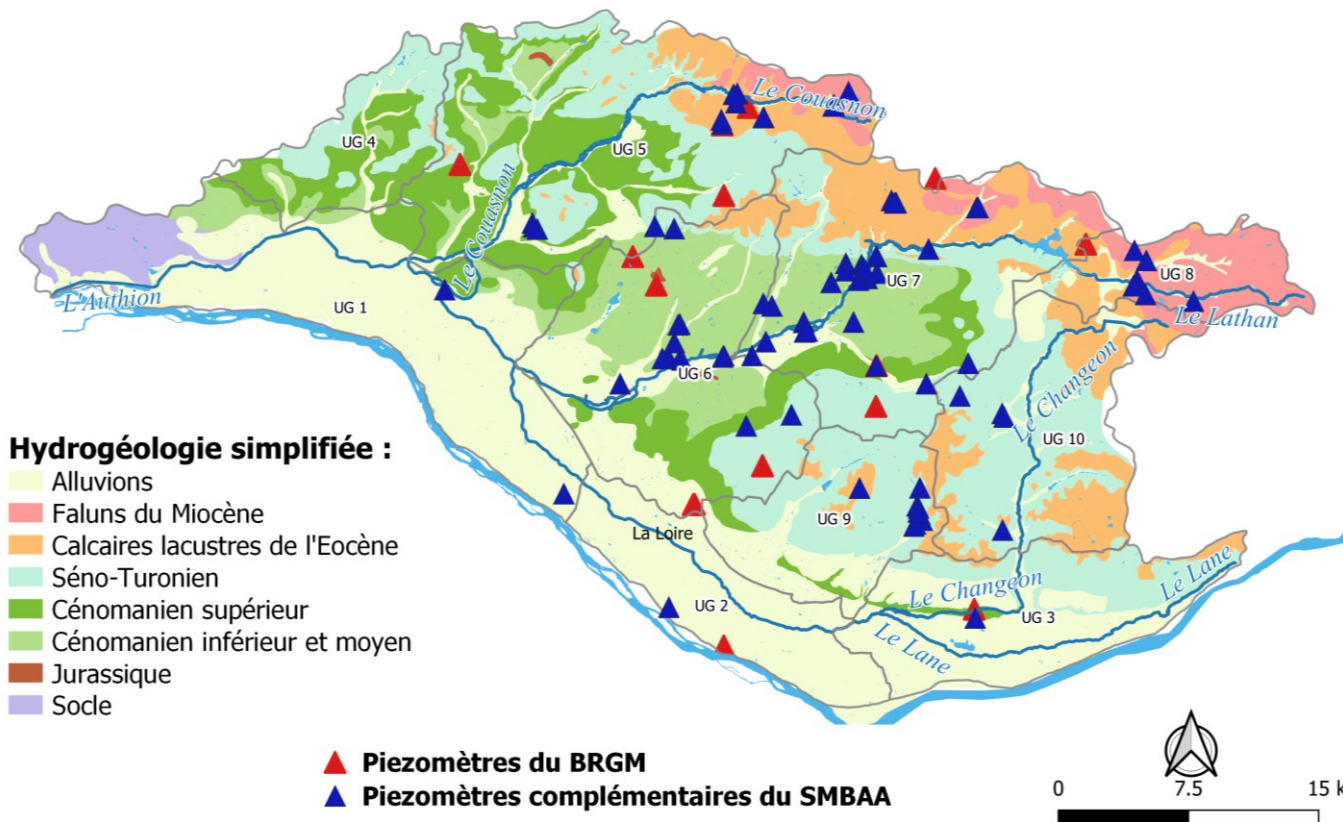 Le Couasnon
UG 4
UG 5
Le Couasnon
UG 8
UG 7
L'Authion
UG 1
Le Lathan
UG 6
Le Changeon
UG 10
Hydrogéologie simplifiée :
Alluvions
Faluns du Miocène
Calcaires lacustres de l'Eocène
Séno-Turonien
Cénomanien supérieur
Cénomanien inférieur et moyen
Jurassique
Socle
La Loire
UG 9
UG 2
Le Changeon
Le Lane
UG 3
Le Lane
Piezomètres du BRGM
Piezomètres complémentaires du SMBAA
0 7.5 15 k